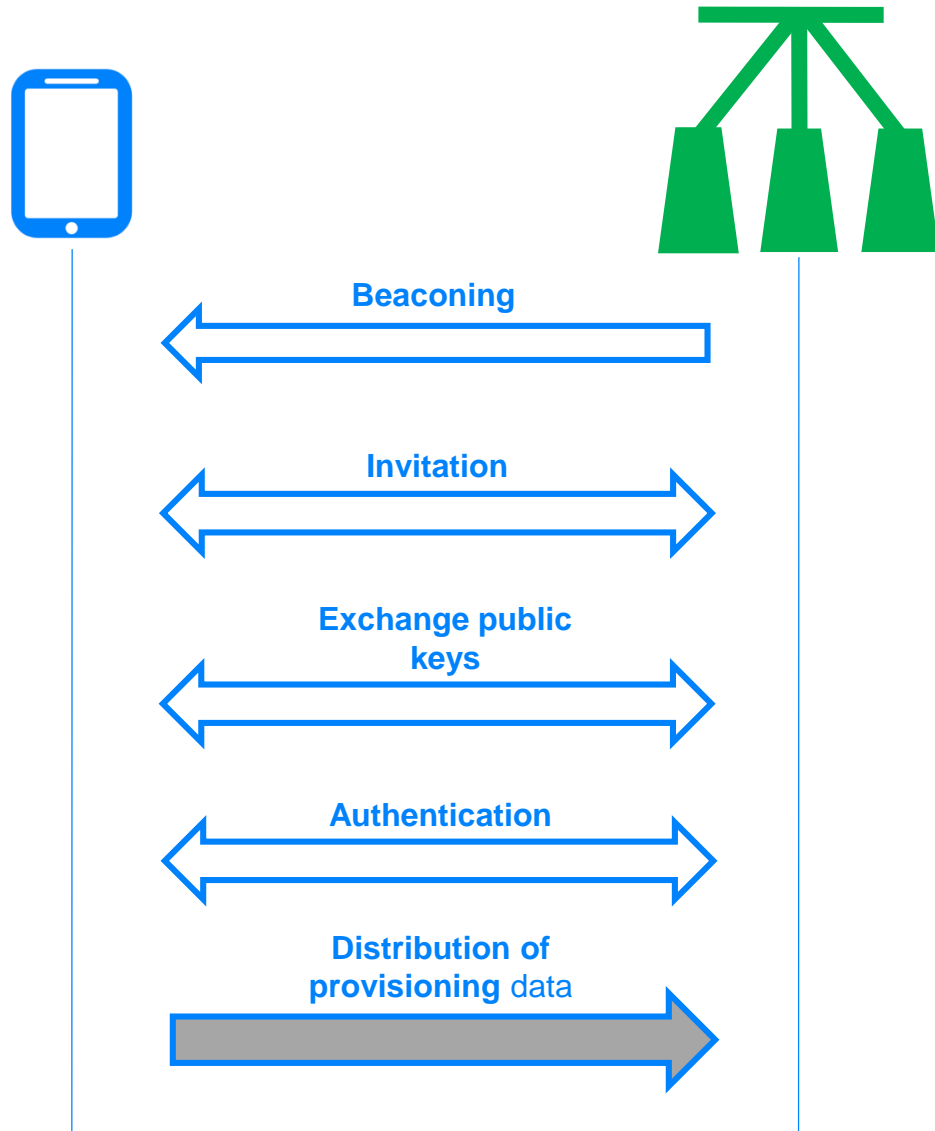 Beaconing
Invitation
Exchange public
keys
Authentication
Distribution of
provisioning data